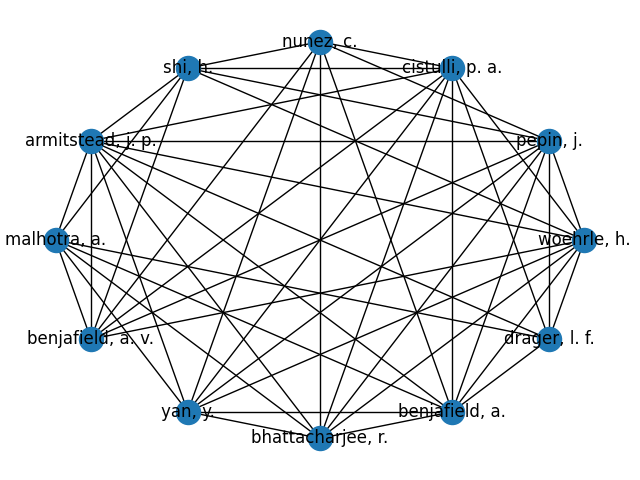 nunez, c.
shi, h.
cistulli, p. a.
armitstead, j. p.
pepin, j.
malhotra, a.
woehrle, h.
benjafield, a. v.
drager, l. f.
yan, y.
benjafield, a.
bhattacharjee, r.